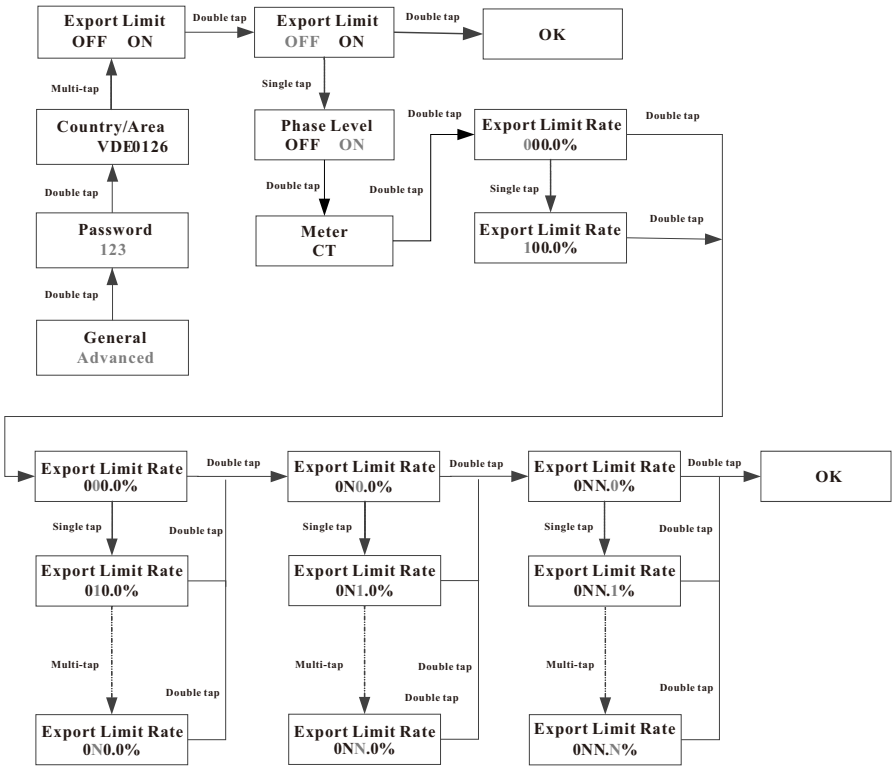 Export Limit
OFF ON
Double tap
Export Limit
OFF ON
Double tap
OK
Multi-tap
Single tap
Country/Area
VDE0126
Phase Level
OFF ON
Double tap
Export Limit Rate
000.0%
Double tap
Double tap
Double tap
Double tap
Single tap
Password
123
Meter
CT
Export Limit Rate
100.0%
Double tap
Double tap
General
Advanced
Export Limit Rate
000.0%
Double tap
Export Limit Rate
0N0.0%
Double tap
Export Limit Rate
0NN.0%
Double tap
OK
Single tap
Double tap
Single tap
Single tap
Double tap
Export Limit Rate
010.0%
Export Limit Rate
0N1.0%
Export Limit Rate
0NN.1%
Multi-tap
Double tap
Multi-tap
Double tap
Double tap
Multi-tap
Double tap
Export Limit Rate
0N0.0%
Export Limit Rate
0NN.0%
Export Limit Rate
0NN.N%